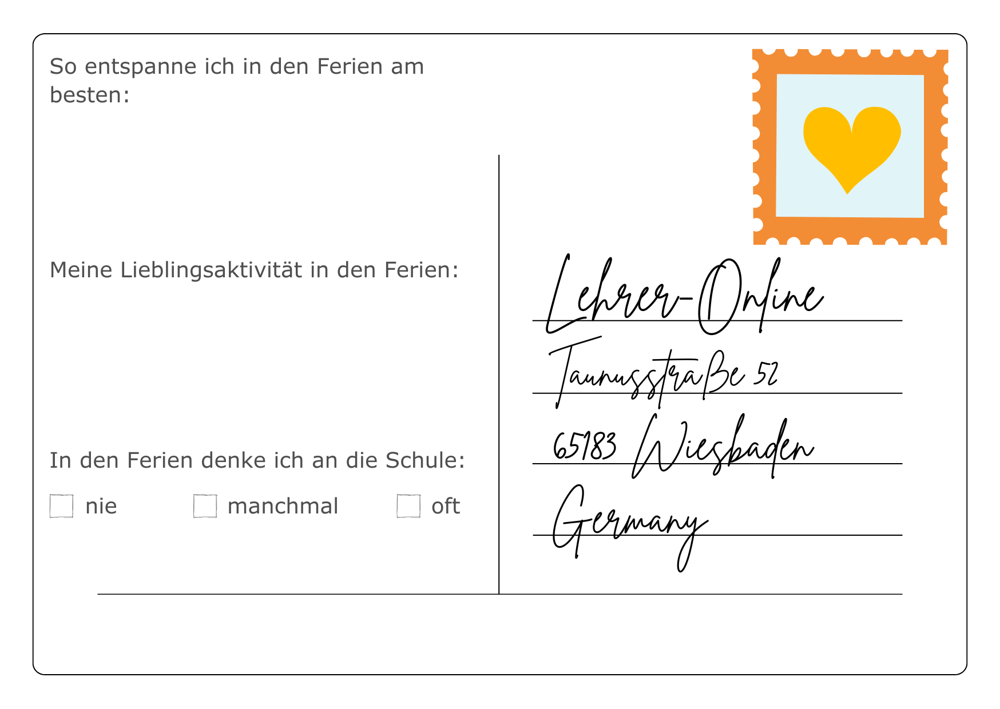 So entspanne ich in den Ferien am
besten:
Meine Lieblingsaktivität in den Ferien:
In den Ferien denke ich an die Schule:
nie manchmal oft
Lehrer-Online
Taunusstraße 52
65183 Wiesbaden
Germany